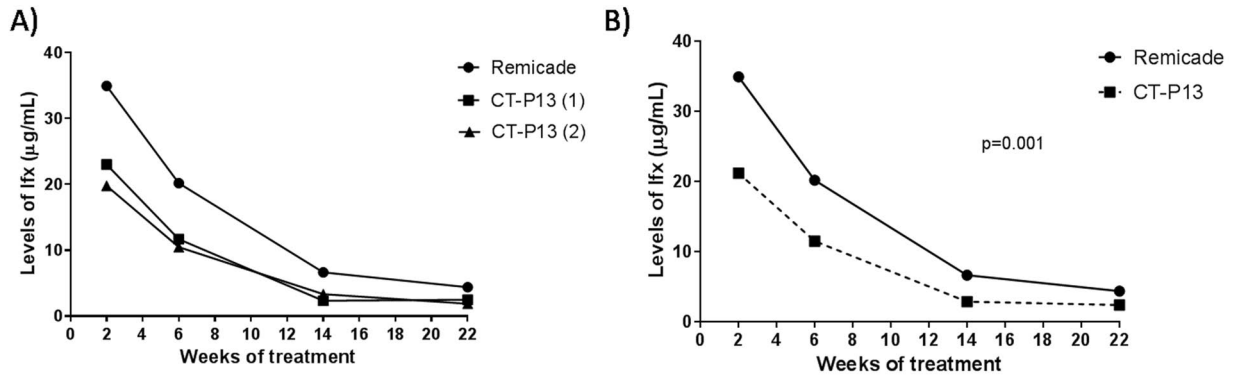 A)
Levels of Ifx (µg/mL)
40
30
20
10
0
0 2 4 6 8 10 12 14 16 18 20 22
Weeks of treatment
Remicade
CT-P13 (1)
CT-P13 (2)
B)
Levels of Ifx (µg/mL)
40
30
20
10
0
0 2 4 6 8 10 12 14 16 18 20 22
Weeks of treatment
Remicade
CT-P13
p=0.001